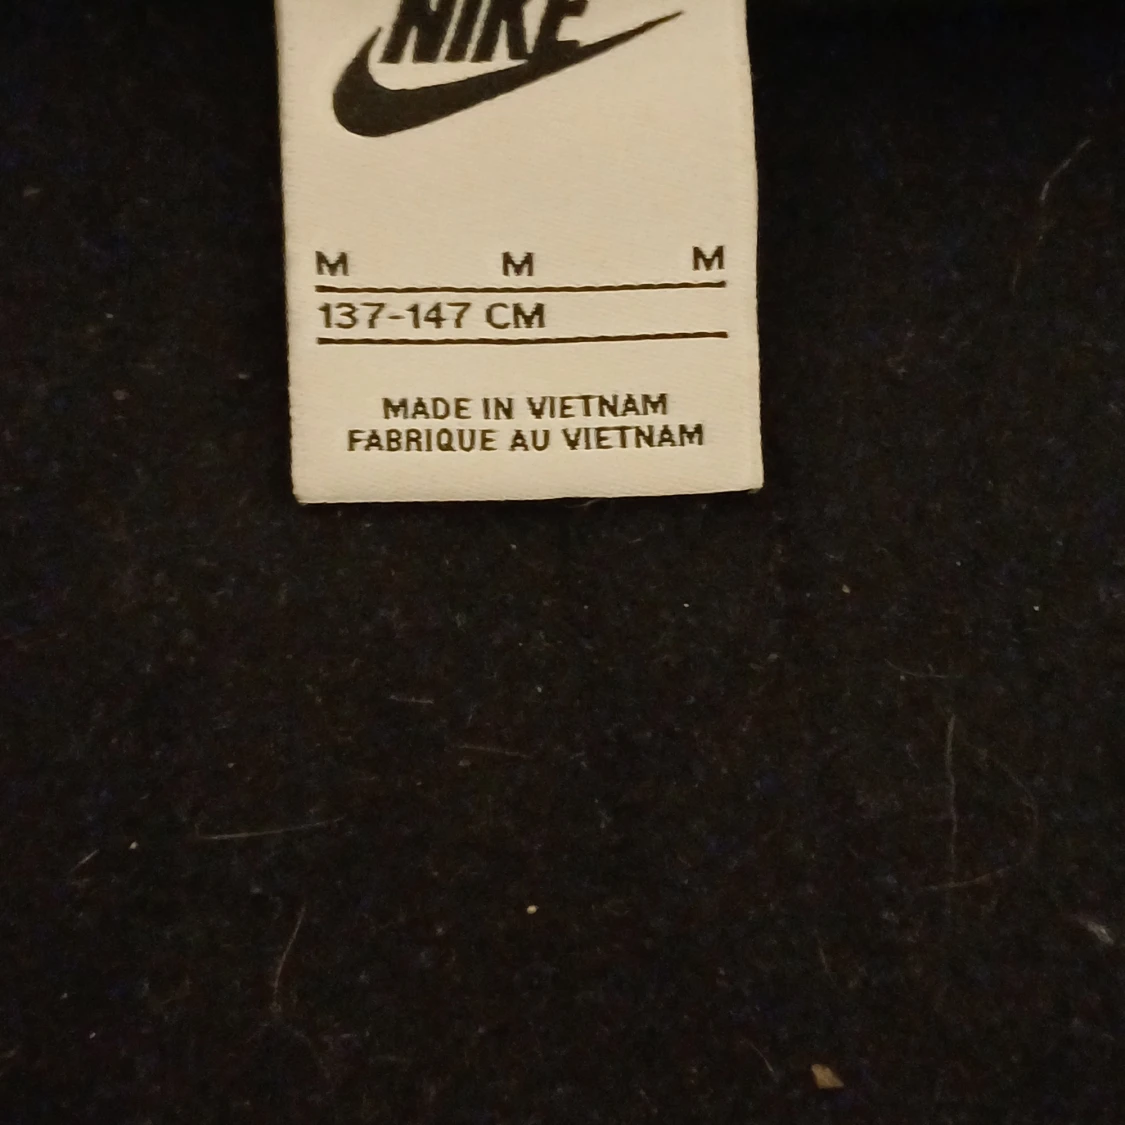 NIKE
M M M
137-147 CM
MADE IN VIETNAM
FABRIQUE AU VIETNAM